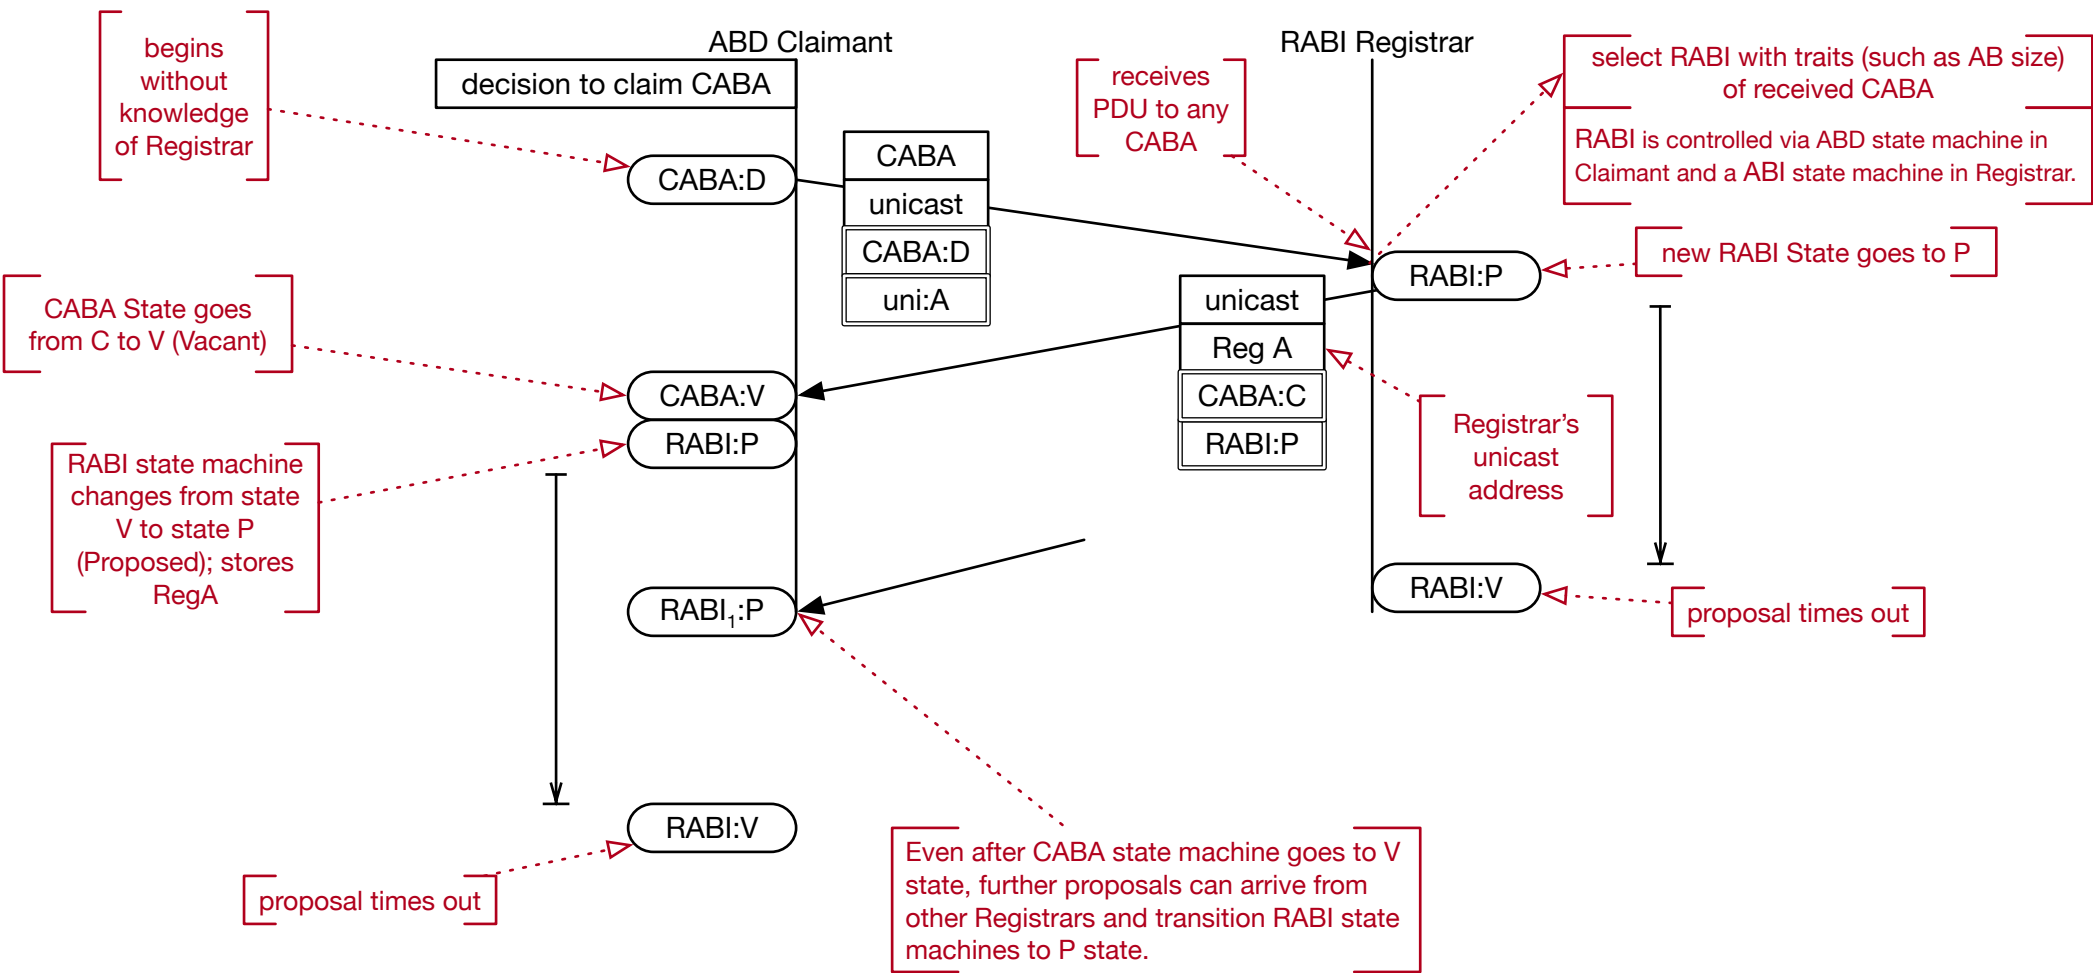 begins
without
knowledge
of Registrar
ABD Claimant
decision to claim CABA
RABI Registrar
receives
PDU to any
CABA
select RABI with traits (such as AB size)
of received CABA
RABI is controlled via ABD state machine in
Claimant and a ABI state machine in Registrar.
CABA:D
CABA
unicast
CABA:D
uni:A
RABI:P
new RABI State goes to P
CABA State goes
from C to V (Vacant)
unicast
Reg A
CABA:C
RABI:P
CABA:V
RABI:P
Registrar’s
unicast
address
RABI state machine
changes from state
V to state P
(Proposed); stores
RegA
RABI₁:P
RABI:V
proposal times out
RABI:V
proposal times out
Even after CABA state machine goes to V
state, further proposals can arrive from
other Registrars and transition RABI state
machines to P state.